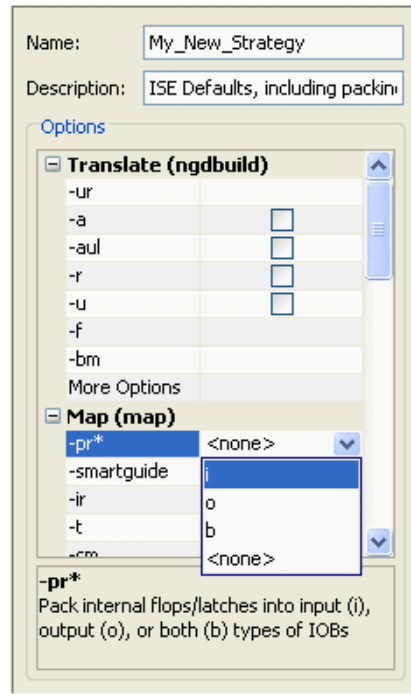 Name: My_New_Strategy
Description: ISE Defaults, including packin
Options
Translate (ngdbuild)
-ur
-a
-aul
-r
-u
-f
-bm
More Options
Map (map)
-pr* <none>
-smartguide i
-ir o
-t b
-cm <none>
-pr*
Pack internal flops/latches into input (i),
output (o), or both (b) types of IOBs